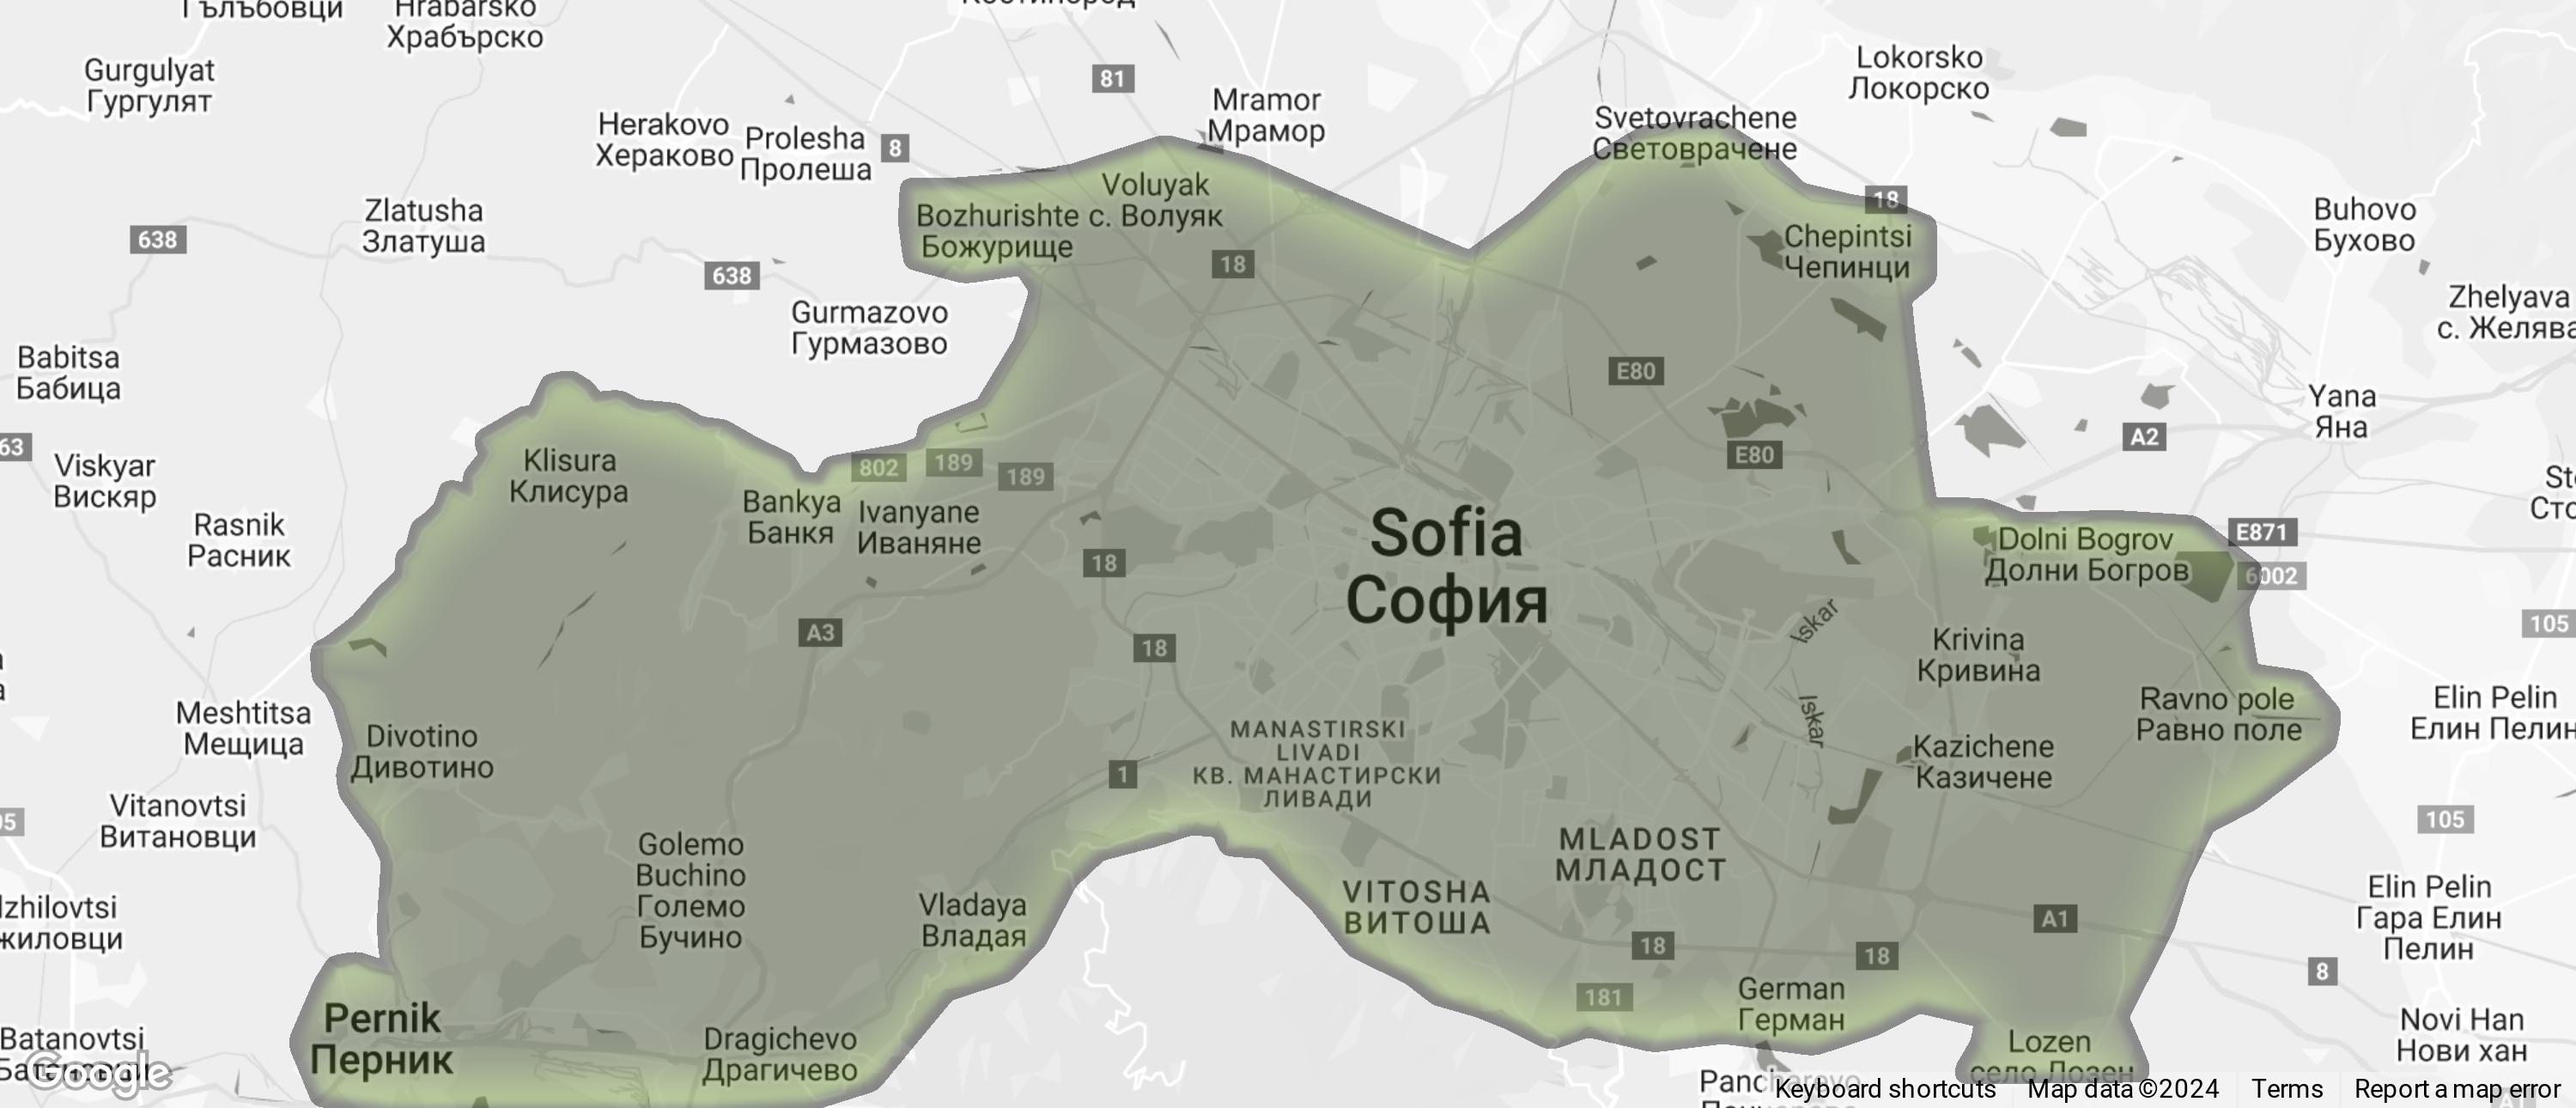 Гълъбовци
Hrabarsko
Храбърско
Костинброд
Gurgulyat
Гургулят
81
Mramor
Мрамор
Lokorsko
Локорско
Herakovo
Хераково
Prolesha
Пролеша
8
Svetovrachene
Световрачене
Zlatusha
Златуша
638
638
Voluyak
с. Волуяк
Bozhurishte
Божурище
18
18
Chepintsi
Чепинци
Buhovo
Бухово
Zhelyava
с. Желява
Gurmazovo
Гурмазово
Babitsa
Бабица
E80
E80
Yana
Яна
A2
63
Viskyar
Вискяр
Klisura
Клисура
802
189
189
Bankya
Банкя
Ivanyane
Иваняне
Rasnik
Расник
Sofia
София
18
A3
18
Dolni Bogrov
Долни Богров
E871
6002
105
Iskar
Iskar
Krivina
Кривина
Ravno pole
Равно поле
Elin Pelin
Елин Пелин
Meshtitsa
Мещица
Divotino
Дивотино
MANASTIRSKI
LIVADI
КВ. МАНАСТИРСКИ
ЛИВАДИ
1
Kazichene
Казичене
Vitanovtsi
Витановци
105
Golemo
Buchino
Големо
Бучино
MLADOST
МЛАДОСТ
VITOSHA
ВИТОША
Vladaya
Владая
A1
Elin Pelin
Гара Елин
Пелин
18
18
8
181
German
Герман
Pernik
Перник
Dragichevo
Драгичево
Lozen
село Лозен
Novi Han
Нови хан
Batanovtsi
Google
Keyboard shortcuts
Map data ©2024
Terms
Report a map error